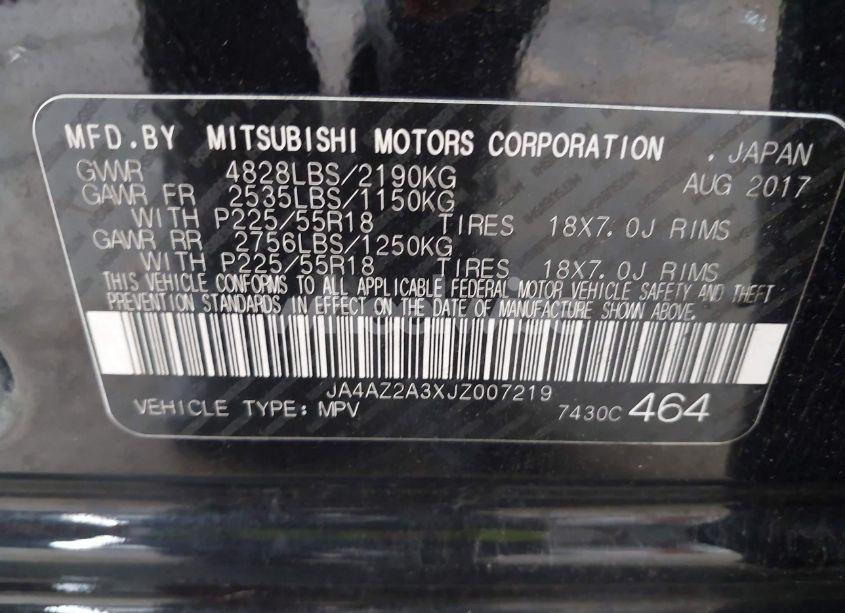 MFD.BY MITSUBISHI MOTORS CORPORATION . JAPAN
GVWR 4828LBS/2190KG AUG 2017
GAWR FR 2535LBS/1150KG
WITH P225/55R18 TIRES 18X7.0J RIMS
GAWR RR 2756LBS/1250KG
WITH P225/55R18 TIRES 18X7.0J RIMS
THIS VEHICLE CONFORMS TO ALL APPLICABLE FEDERAL MOTOR VEHICLE SAFETY AND THEFT
PREVENTION STANDARDS IN EFFECT ON THE DATE OF MANUFACTURE SHOWN ABOVE.
JA4AZ2A3XJZ007219
VEHICLE TYPE: MPV 7430C 464